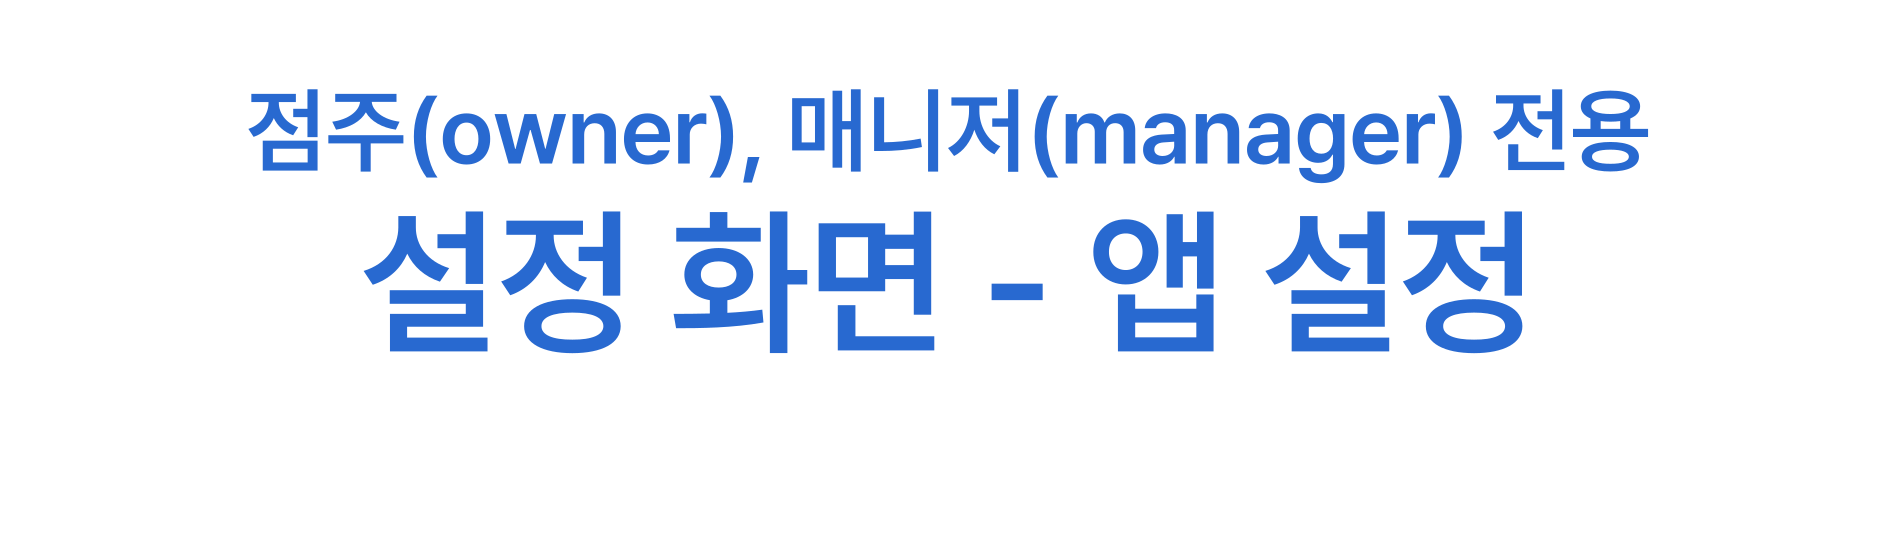 점주(owner), 매니저(manager) 전용
설정 화면 - 앱 설정